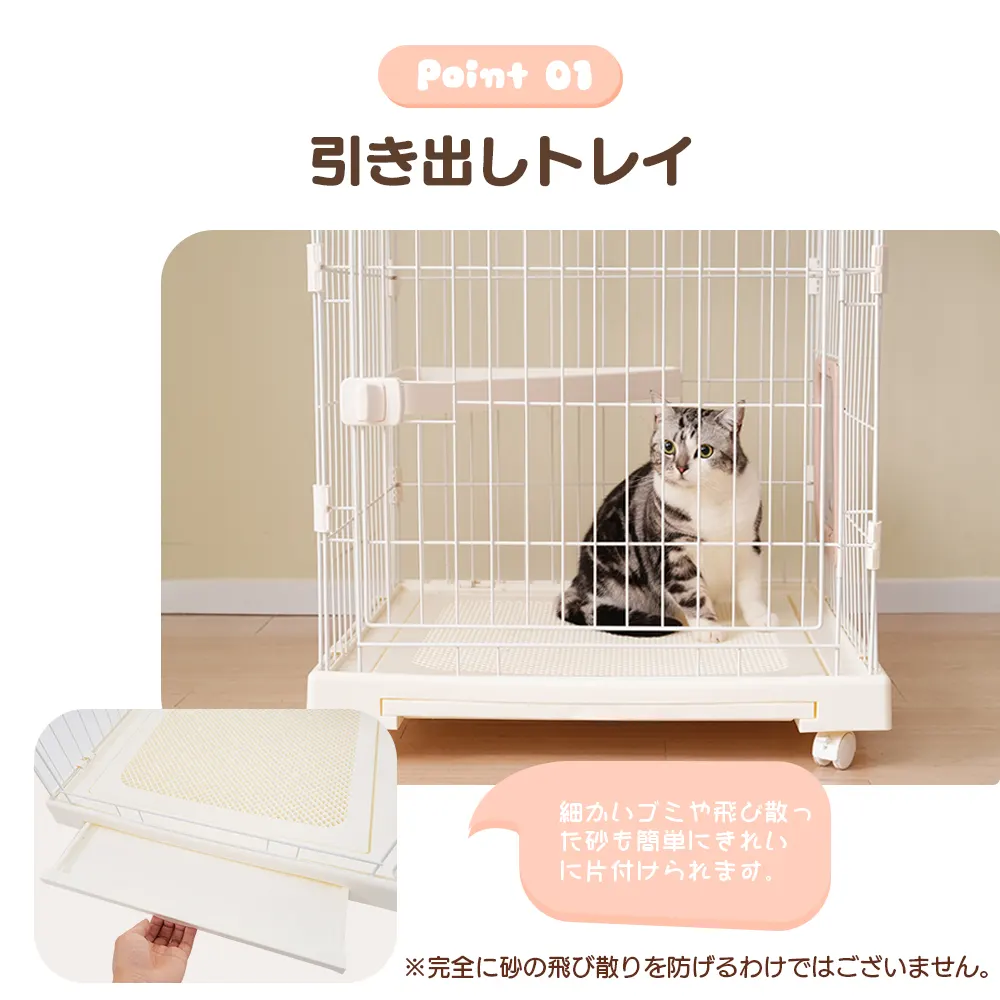 Point 01
引き出しトレイ
細かいゴミや飛び散っ
た砂も簡単にきれい
に片付けられます。
※完全に砂の飛び散りを防げるわけではございません。